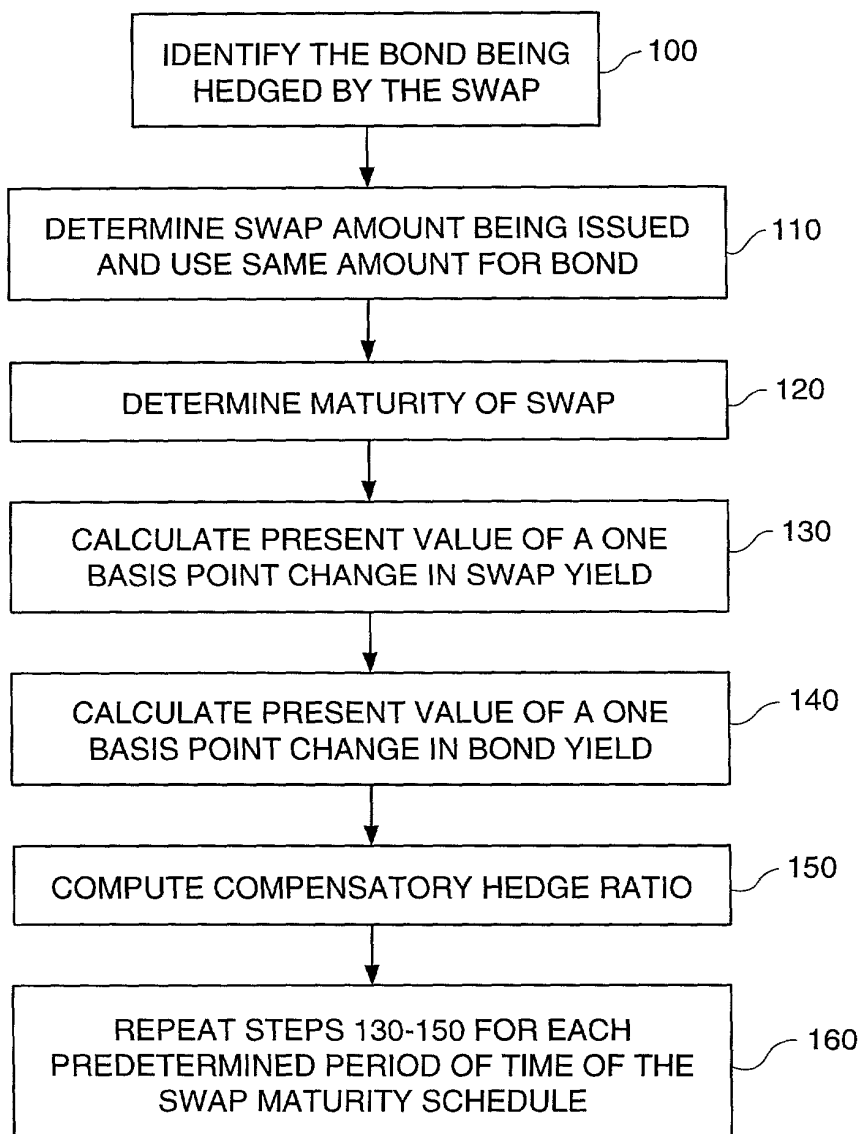 IDENTIFY THE BOND BEING
HEDGED BY THE SWAP
100
DETERMINE SWAP AMOUNT BEING ISSUED
AND USE SAME AMOUNT FOR BOND
110
DETERMINE MATURITY OF SWAP
120
CALCULATE PRESENT VALUE OF A ONE
BASIS POINT CHANGE IN SWAP YIELD
130
CALCULATE PRESENT VALUE OF A ONE
BASIS POINT CHANGE IN BOND YIELD
140
COMPUTE COMPENSATORY HEDGE RATIO
150
REPEAT STEPS 130-150 FOR EACH
PREDETERMINED PERIOD OF TIME OF THE
SWAP MATURITY SCHEDULE
160